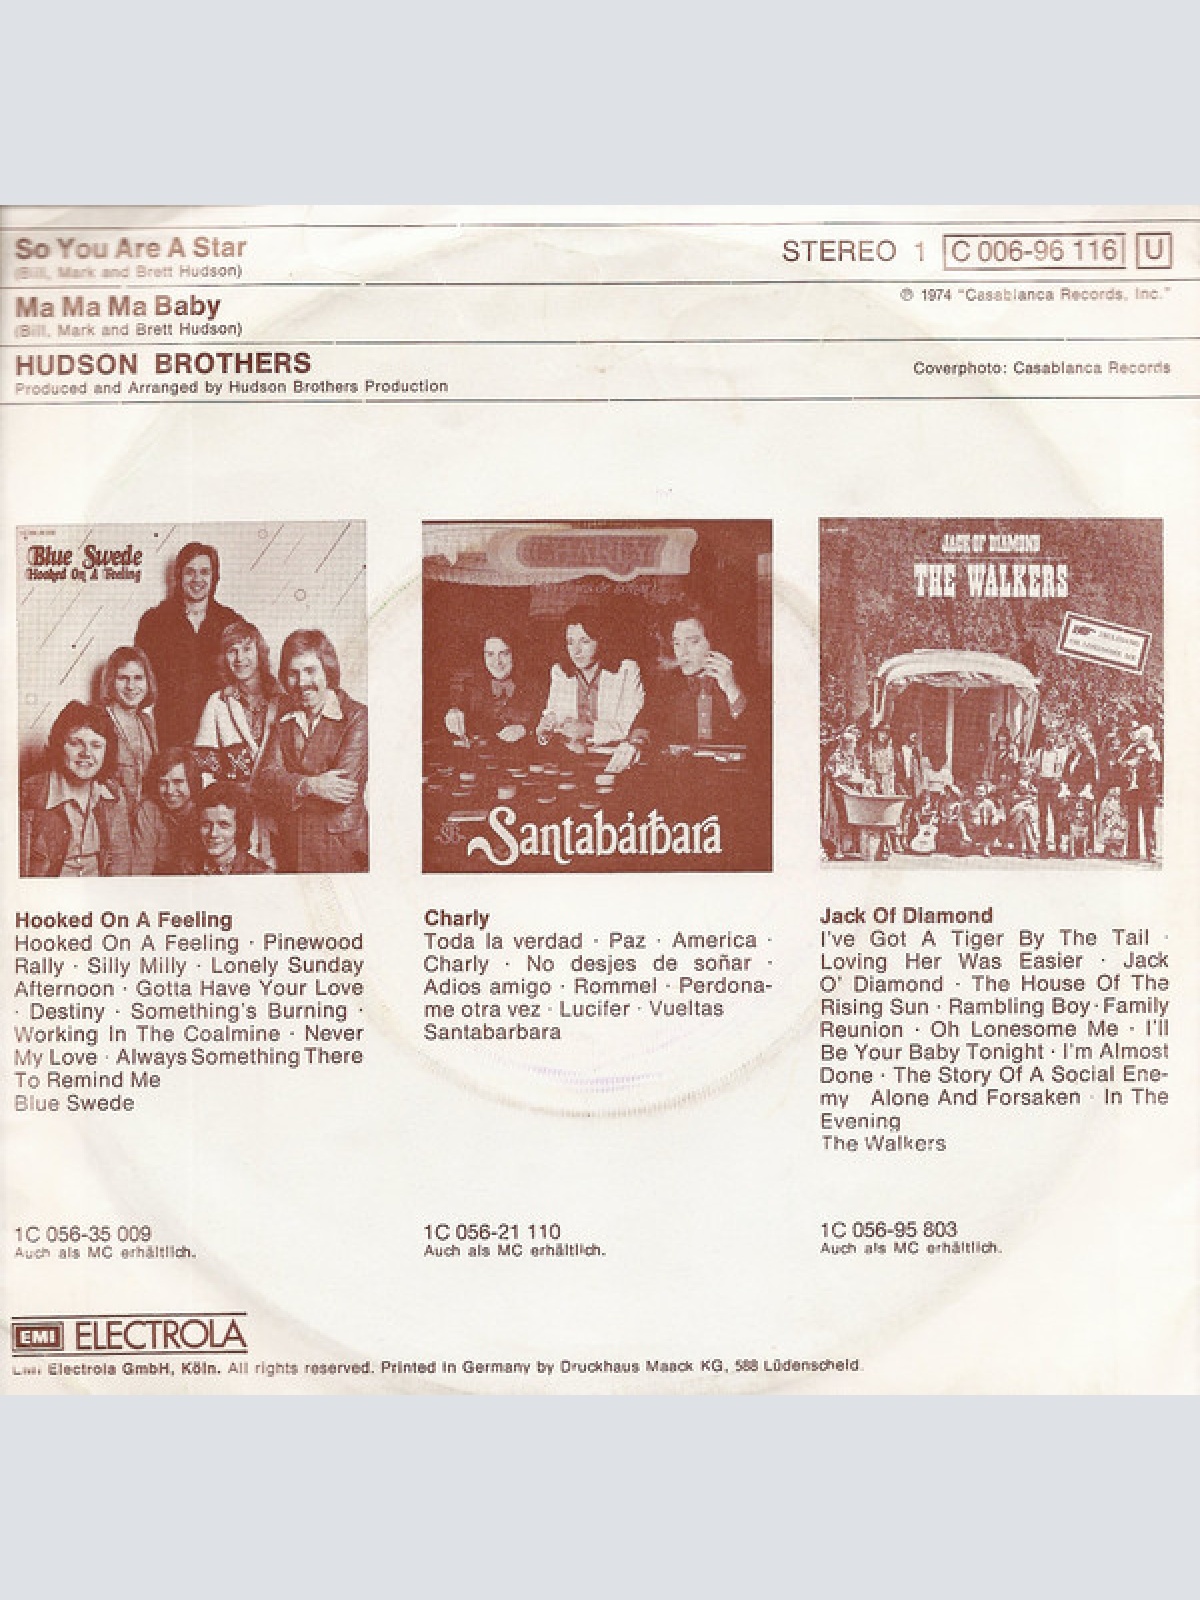 So You Are A Star
(Bill, Mark and Brett Hudson)
STEREO 1 C 006-96 116 U
Ma Ma Ma Baby
(Bill, Mark and Brett Hudson)
℗ 1974 "Casablanca Records, Inc."
HUDSON BROTHERS
Produced and Arranged by Hudson Brothers Production
Coverphoto: Casablanca Records
Blue Swede
Hooked On A Feeling
CHARLY
Santabárbara
JACK OF DIAMOND
THE WALKERS
Hooked On A Feeling
Hooked On A Feeling · Pinewood
Rally · Silly Milly · Lonely Sunday
Afternoon · Gotta Have Your Love
· Destiny · Something's Burning ·
Working In The Coalmine · Never
My Love · Always Something There
To Remind Me
Blue Swede
1C 056-35 009
Auch als MC erhältlich.
Charly
Toda la verdad · Paz · America ·
Charly · No desjes de soñar ·
Adios amigo · Rommel · Perdona-
me otra vez · Lucifer · Vueltas
Santabarbara
1C 056-21 110
Auch als MC erhältlich.
Jack Of Diamond
I've Got A Tiger By The Tail ·
Loving Her Was Easier · Jack
O' Diamond · The House Of The
Rising Sun · Rambling Boy · Family
Reunion · Oh Lonesome Me · I'll
Be Your Baby Tonight · I'm Almost
Done · The Story Of A Social Ene-
my Alone And Forsaken · In The
Evening
The Walkers
1C 056-95 803
Auch als MC erhältlich.
EMI ELECTROLA
EMI Electrola GmbH, Köln. All rights reserved. Printed in Germany by Druckhaus Maack KG, 588 Lüdenscheid.